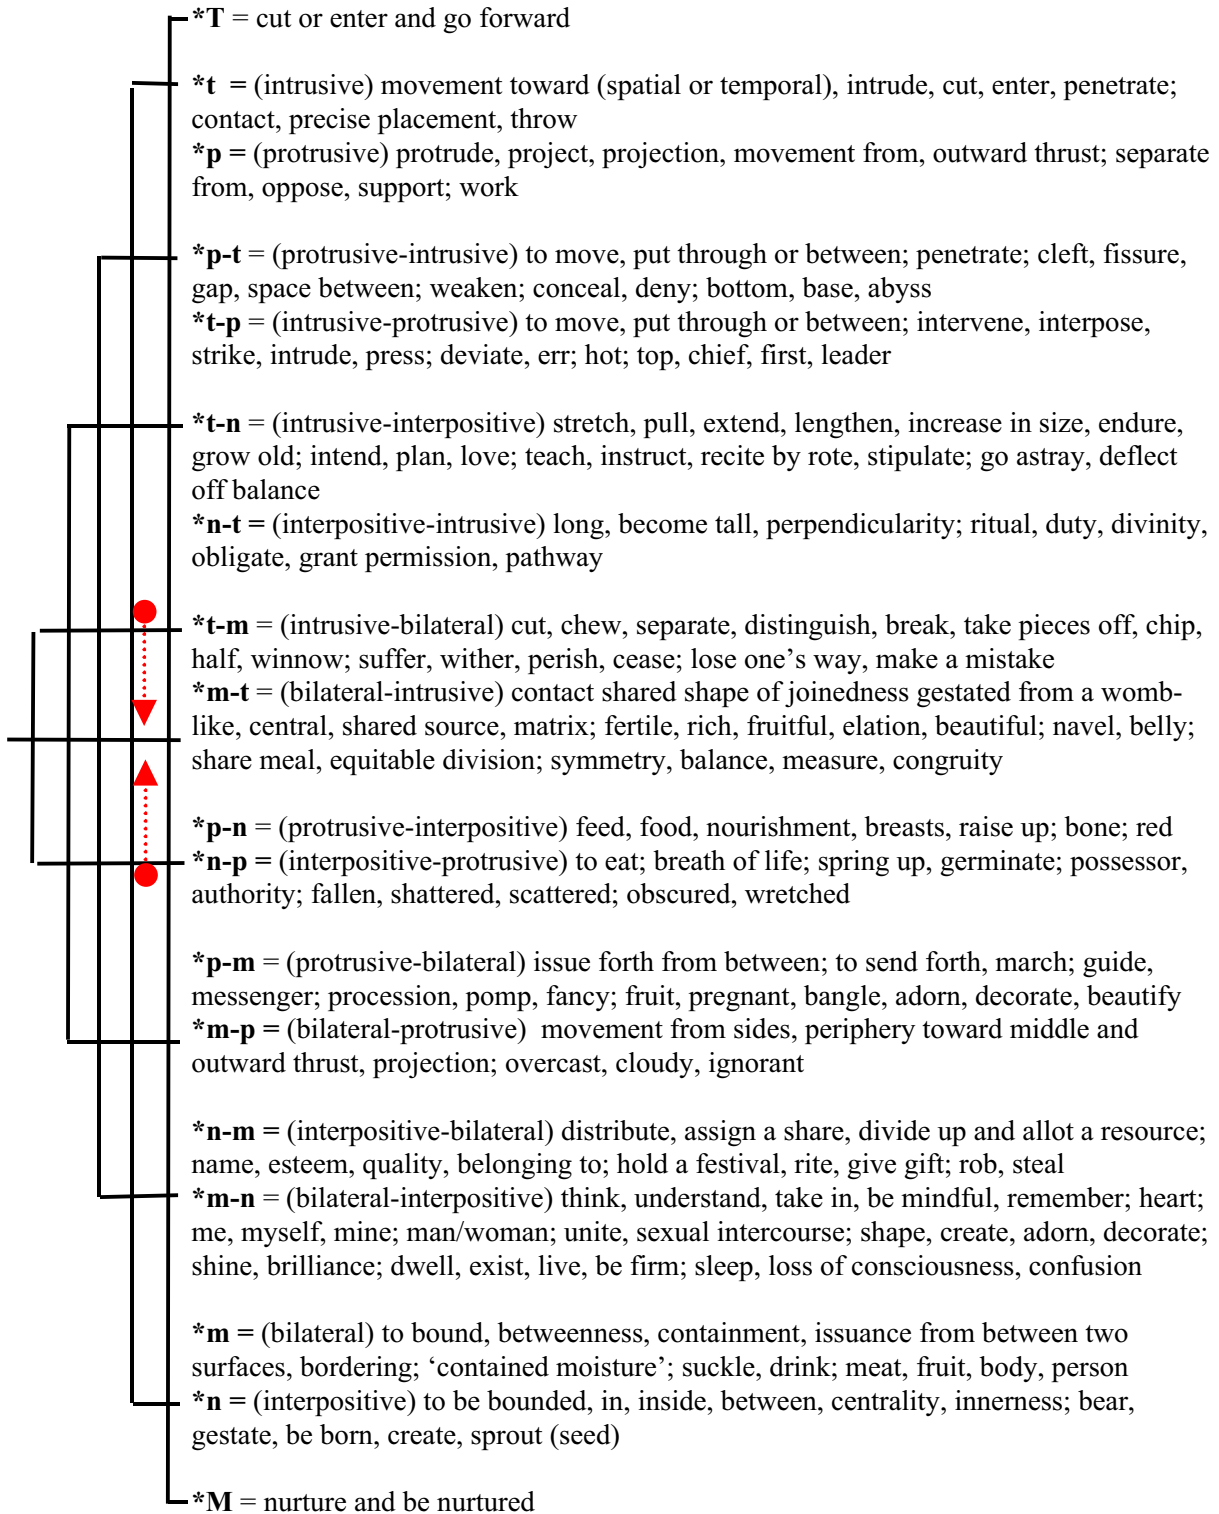 *T = cut or enter and go forward
*t = (intrusive) movement toward (spatial or temporal), intrude, cut, enter, penetrate;
contact, precise placement, throw
*p = (protrusive) protrude, project, projection, movement from, outward thrust; separate
from, oppose, support; work
*p-t = (protrusive-intrusive) to move, put through or between; penetrate; cleft, fissure,
gap, space between; weaken; conceal, deny; bottom, base, abyss
*t-p = (intrusive-protrusive) to move, put through or between; intervene, interpose,
strike, intrude, press; deviate, err; hot; top, chief, first, leader
*t-n = (intrusive-interpositive) stretch, pull, extend, lengthen, increase in size, endure,
grow old; intend, plan, love; teach, instruct, recite by rote, stipulate; go astray, deflect
off balance
*n-t = (interpositive-intrusive) long, become tall, perpendicularity; ritual, duty, divinity,
obligate, grant permission, pathway
*t-m = (intrusive-bilateral) cut, chew, separate, distinguish, break, take pieces off, chip,
half, winnow; suffer, wither, perish, cease; lose one’s way, make a mistake
*m-t = (bilateral-intrusive) contact shared shape of joinedness gestated from a womb-
like, central, shared source, matrix; fertile, rich, fruitful, elation, beautiful; navel, belly;
share meal, equitable division; symmetry, balance, measure, congruity
*p-n = (protrusive-interpositive) feed, food, nourishment, breasts, raise up; bone; red
*n-p = (interpositive-protrusive) to eat; breath of life; spring up, germinate; possessor,
authority; fallen, shattered, scattered; obscured, wretched
*p-m = (protrusive-bilateral) issue forth from between; to send forth, march; guide,
messenger; procession, pomp, fancy; fruit, pregnant, bangle, adorn, decorate, beautify
*m-p = (bilateral-protrusive) movement from sides, periphery toward middle and
outward thrust, projection; overcast, cloudy, ignorant
*n-m = (interpositive-bilateral) distribute, assign a share, divide up and allot a resource;
name, esteem, quality, belonging to; hold a festival, rite, give gift; rob, steal
*m-n = (bilateral-interpositive) think, understand, take in, be mindful, remember; heart;
me, myself, mine; man/woman; unite, sexual intercourse; shape, create, adorn, decorate;
shine, brilliance; dwell, exist, live, be firm; sleep, loss of consciousness, confusion
*m = (bilateral) to bound, betweenness, containment, issuance from between two
surfaces, bordering; ‘contained moisture’; suckle, drink; meat, fruit, body, person
*n = (interpositive) to be bounded, in, inside, between, centrality, innerness; bear,
gestate, be born, create, sprout (seed)
*M = nurture and be nurtured